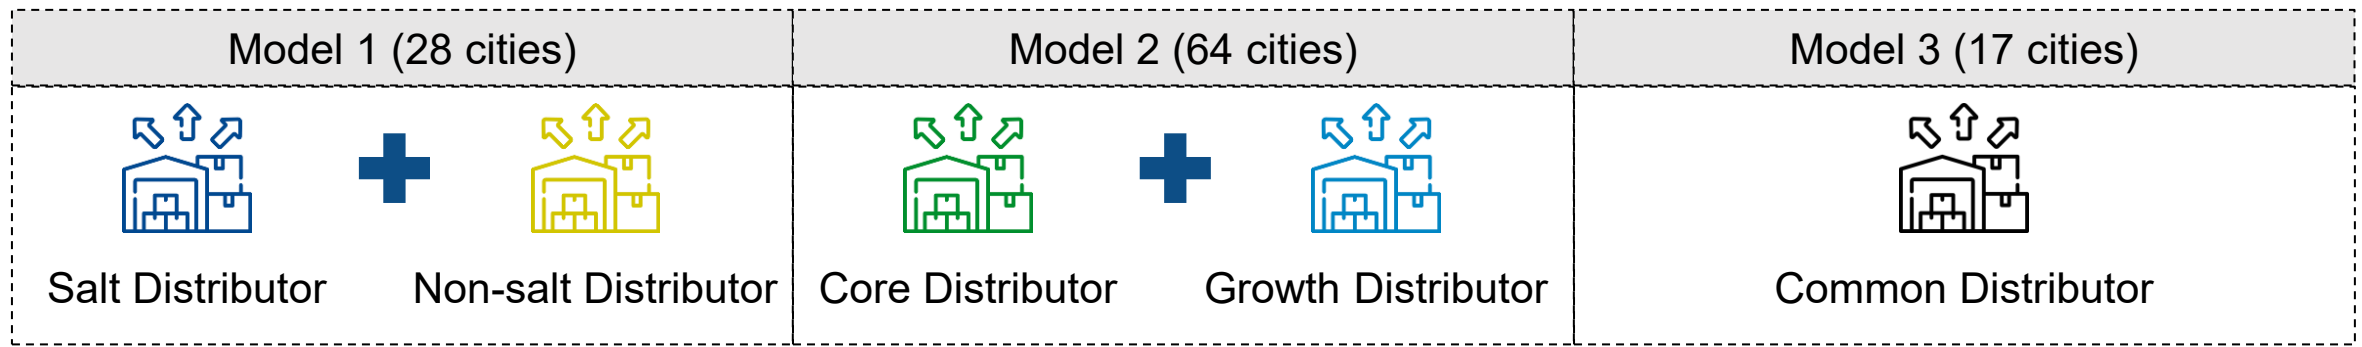 Model 1 (28 cities)
Model 2 (64 cities)
Model 3 (17 cities)
Salt Distributor
Non-salt Distributor
Core Distributor
Growth Distributor
Common Distributor